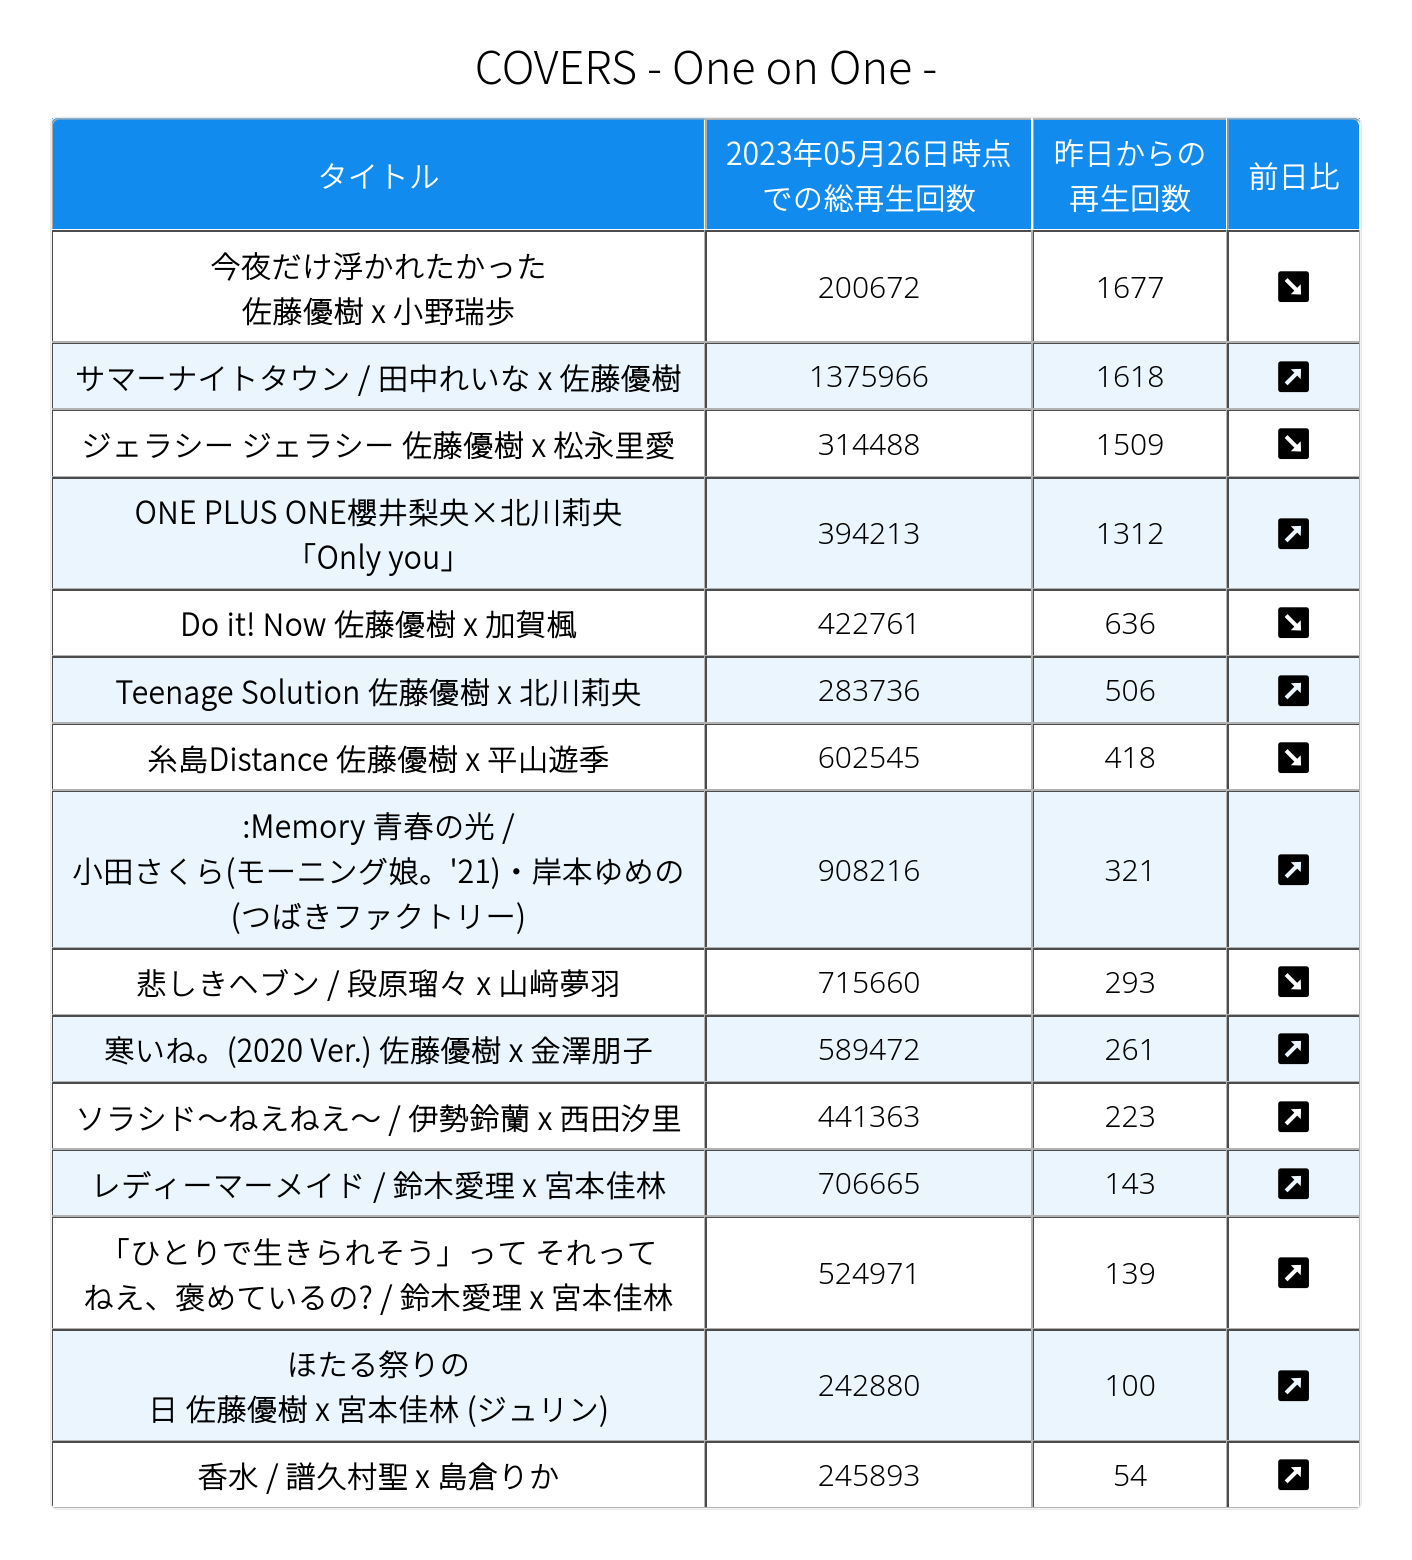 COVERS - One on One -
タイトル
2023年05月26日時点
での総再生回数
昨日からの
再生回数
前日比
今夜だけ浮かれたかった
佐藤優樹 x 小野瑞歩
200672
1677
サマーナイトタウン / 田中れいな x 佐藤優樹
1375966
1618
ジェラシー ジェラシー 佐藤優樹 x 松永里愛
314488
1509
ONE PLUS ONE櫻井梨央×北川莉央
「Only you」
394213
1312
Do it! Now 佐藤優樹 x 加賀楓
422761
636
Teenage Solution 佐藤優樹 x 北川莉央
283736
506
糸島Distance 佐藤優樹 x 平山遊季
602545
418
:Memory 青春の光 /
小田さくら(モーニング娘。'21)・岸本ゆめの
(つばきファクトリー)
908216
321
悲しきヘブン / 段原瑠々 x 山﨑夢羽
715660
293
寒いね。(2020 Ver.) 佐藤優樹 x 金澤朋子
589472
261
ソラシド〜ねえねえ〜 / 伊勢鈴蘭 x 西田汐里
441363
223
レディーマーメイド / 鈴木愛理 x 宮本佳林
706665
143
「ひとりで生きられそう」って それって
ねえ、褒めているの? / 鈴木愛理 x 宮本佳林
524971
139
ほたる祭りの
日 佐藤優樹 x 宮本佳林 (ジュリン)
242880
100
香水 / 譜久村聖 x 島倉りか
245893
54